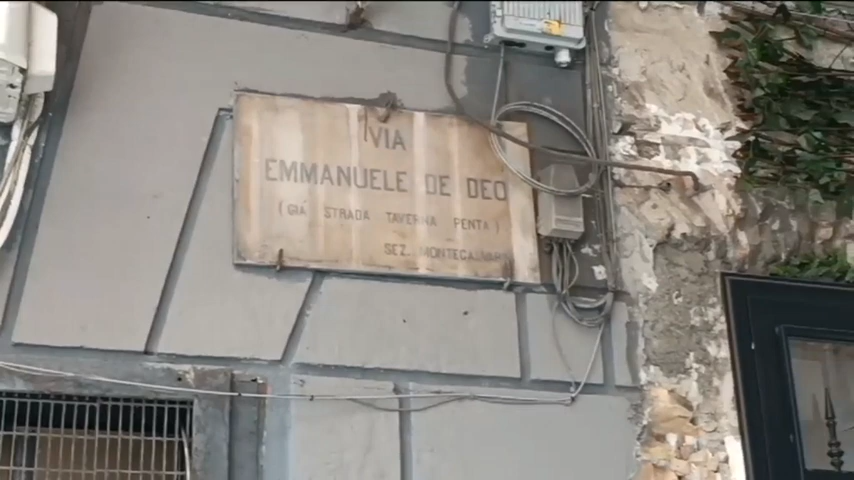 VIA
EMMANUELE DE DEO
(GIÀ STRADA TAVERNA PENTA)
SEZ. MONTECALVARIO